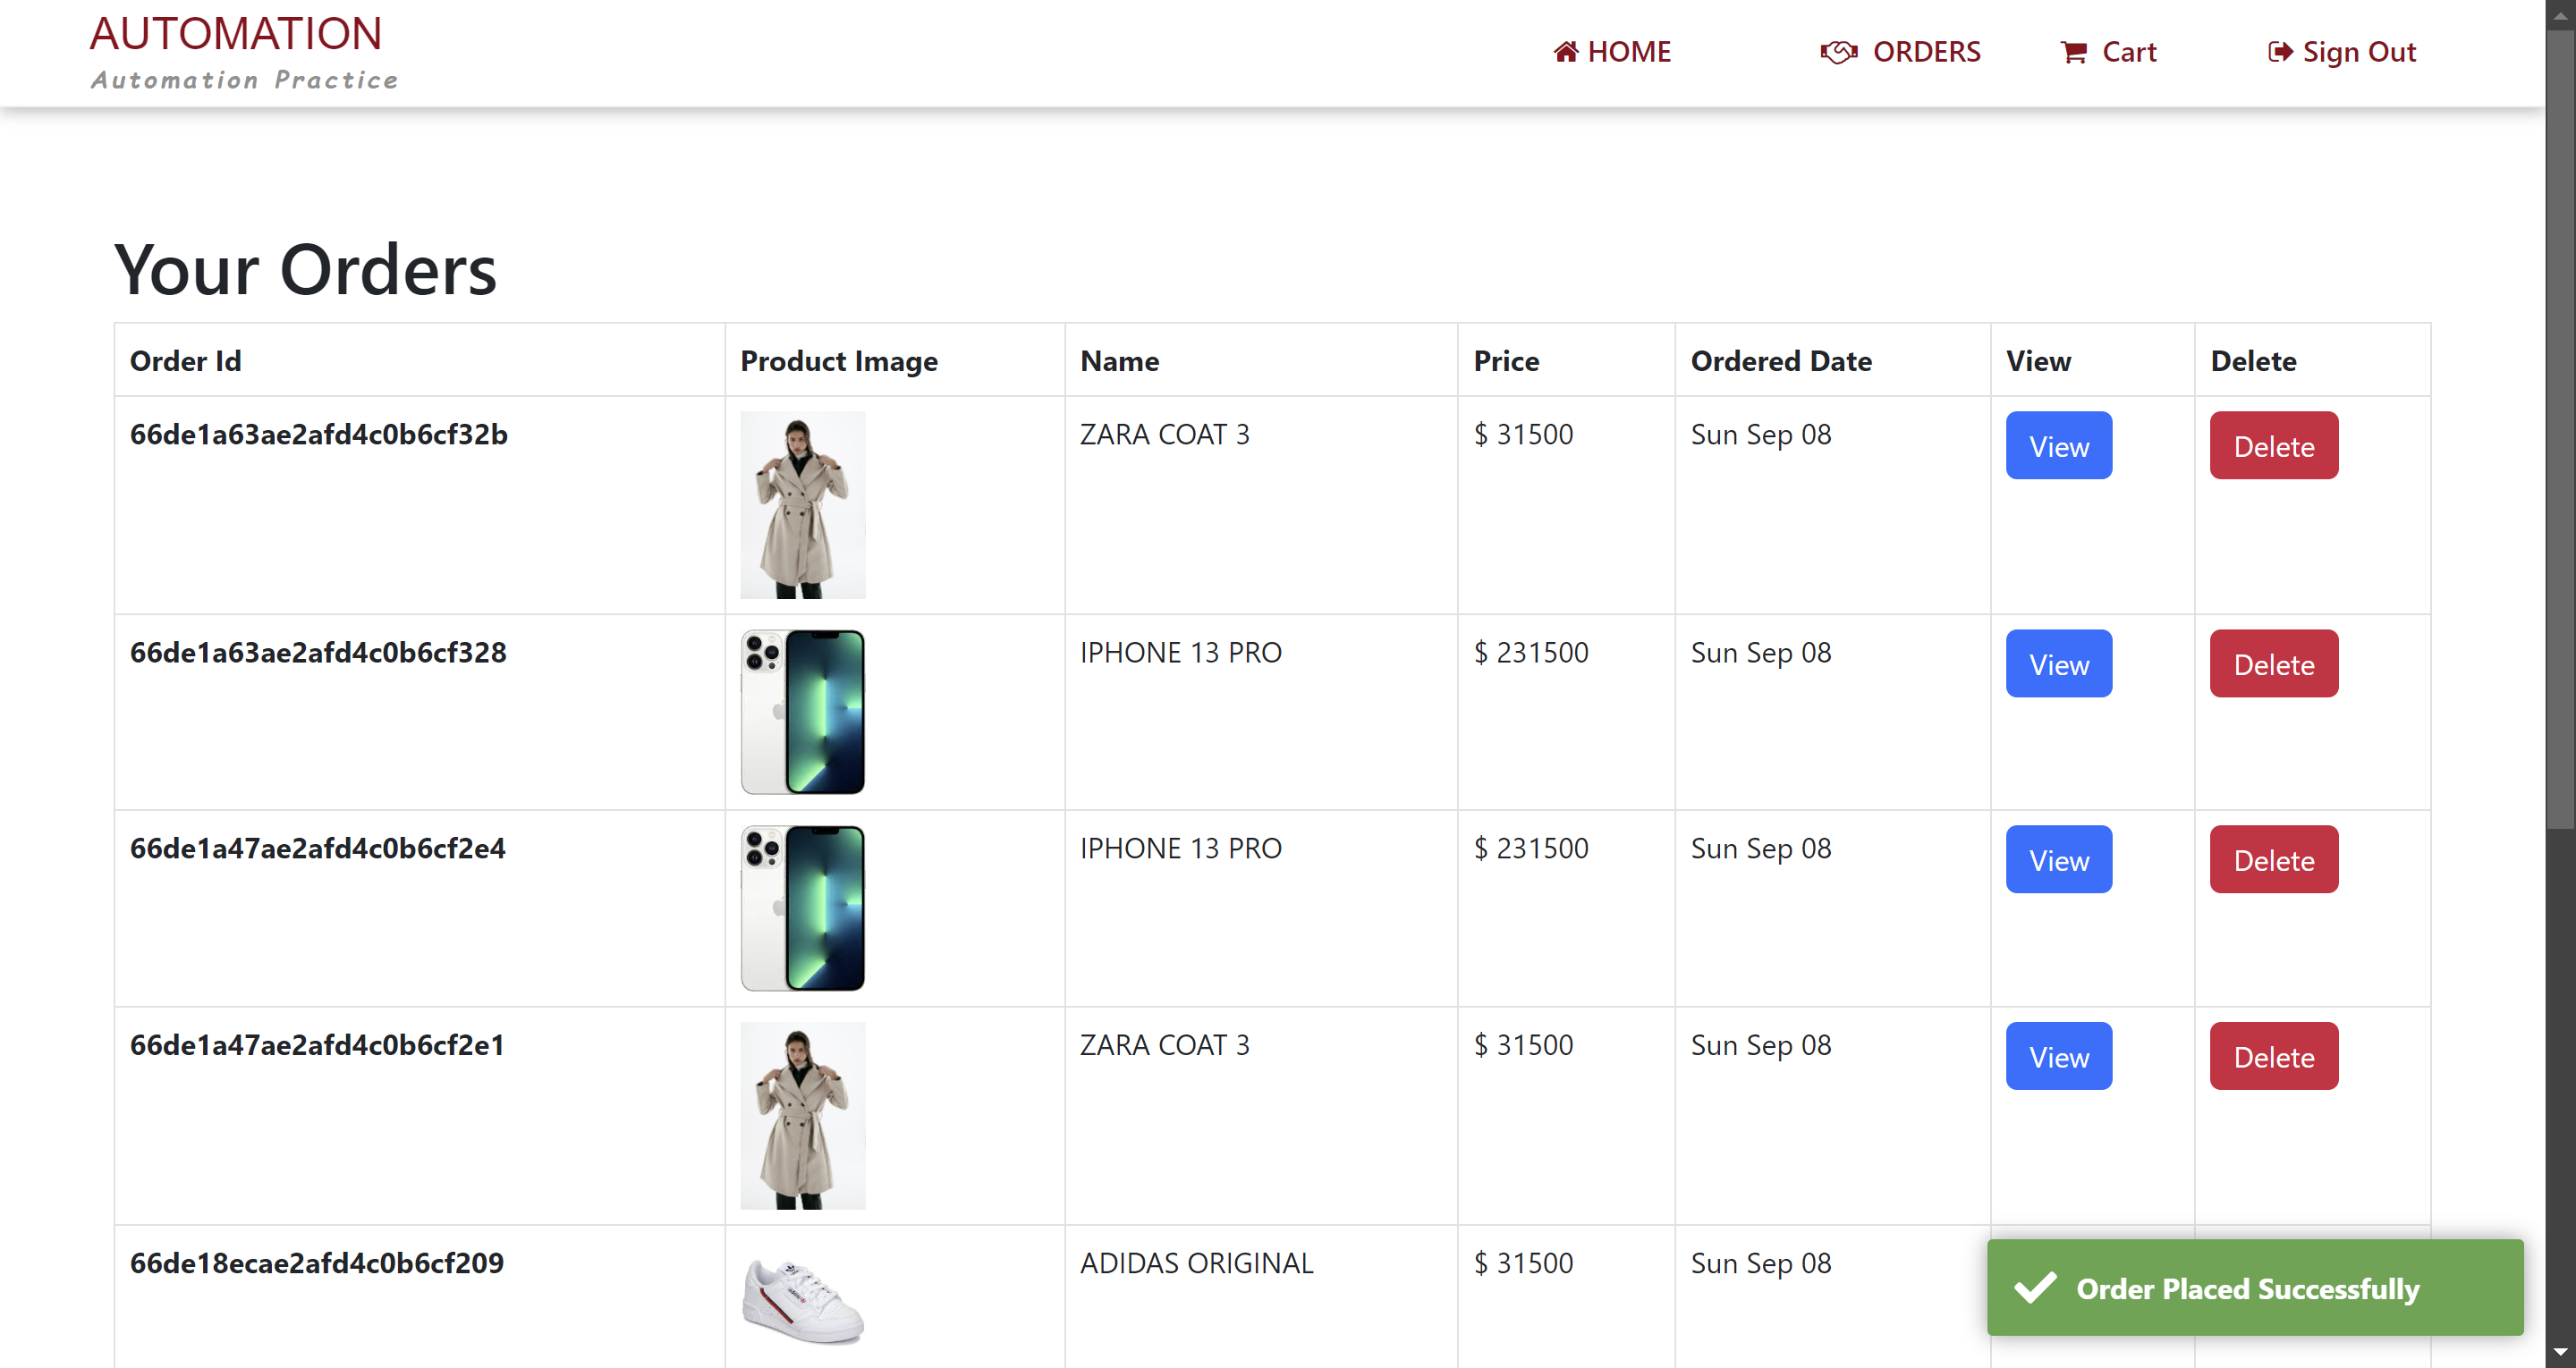 AUTOMATION
Automation Practice
HOME
ORDERS
Cart
Sign Out
Your Orders
Order Id Product Image Name Price Ordered Date View Delete
66de1a63ae2afd4c0b6cf32b ZARA COAT 3 $ 31500 Sun Sep 08 View Delete
66de1a63ae2afd4c0b6cf328 IPHONE 13 PRO $ 231500 Sun Sep 08 View Delete
66de1a47ae2afd4c0b6cf2e4 IPHONE 13 PRO $ 231500 Sun Sep 08 View Delete
66de1a47ae2afd4c0b6cf2e1 ZARA COAT 3 $ 31500 Sun Sep 08 View Delete
66de18ecae2afd4c0b6cf209 ADIDAS ORIGINAL $ 31500 Sun Sep 08
Order Placed Successfully